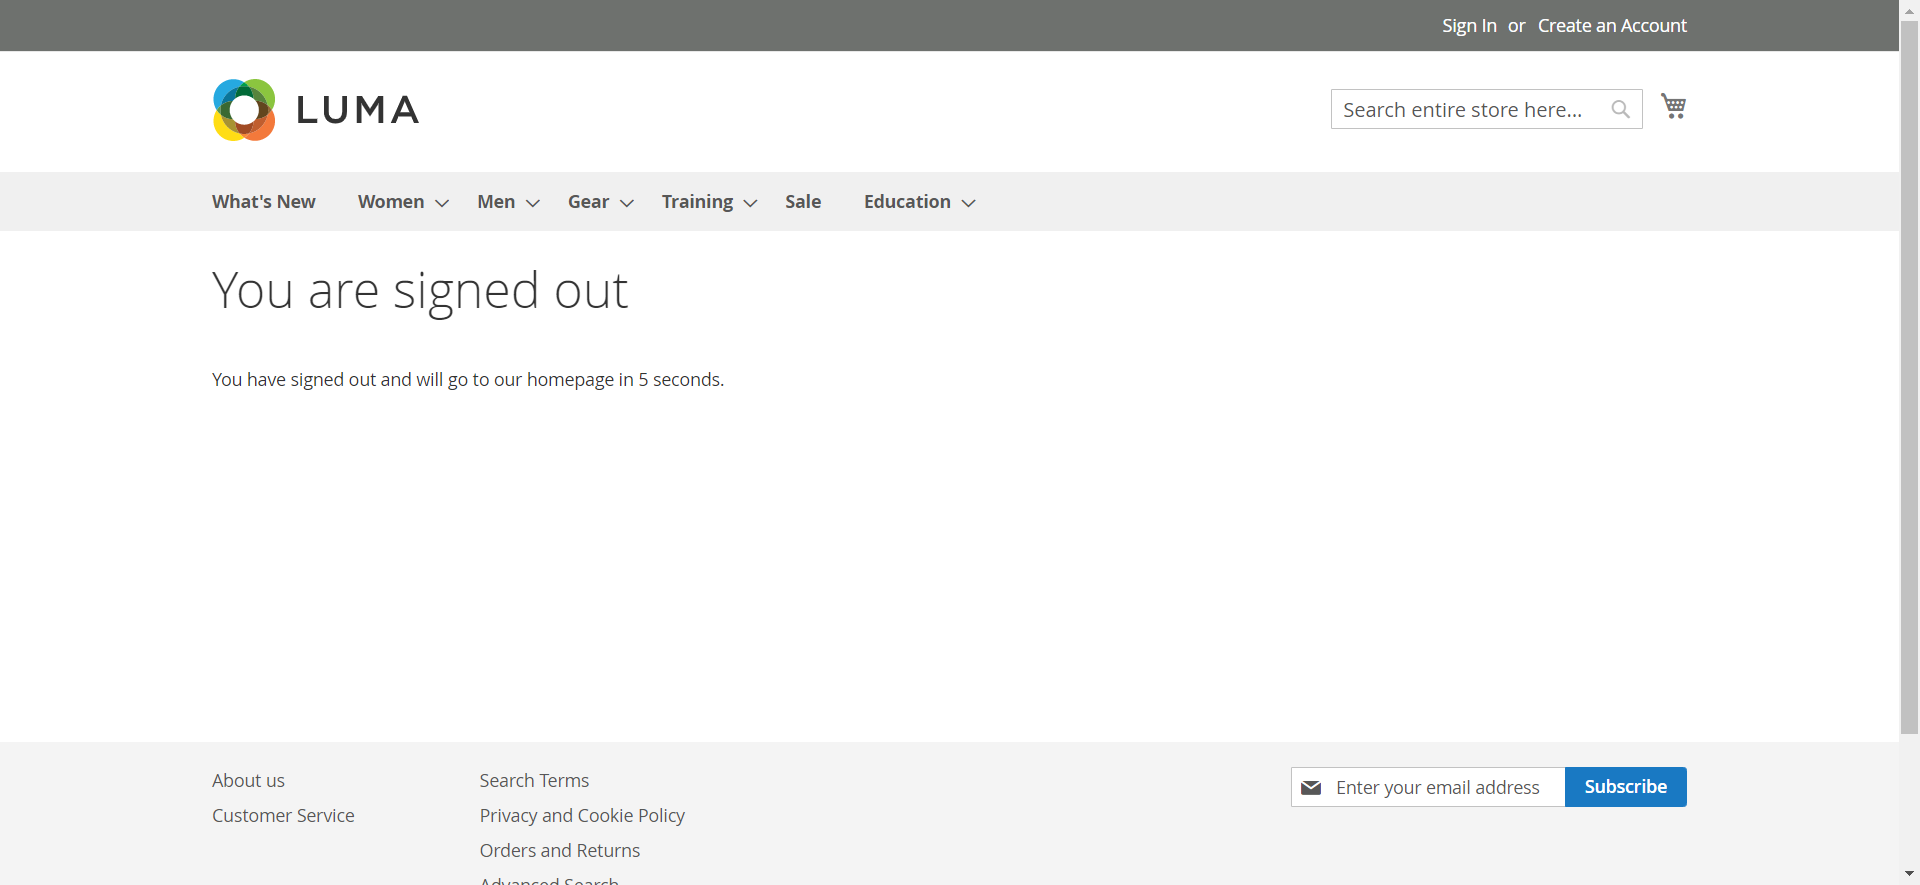 Sign In or Create an Account
LUMA
Search entire store here...
What's New Women Men Gear Training Sale Education
You are signed out
You have signed out and will go to our homepage in 5 seconds.
About us
Customer Service
Search Terms
Privacy and Cookie Policy
Orders and Returns
Advanced Search
Enter your email address
Subscribe